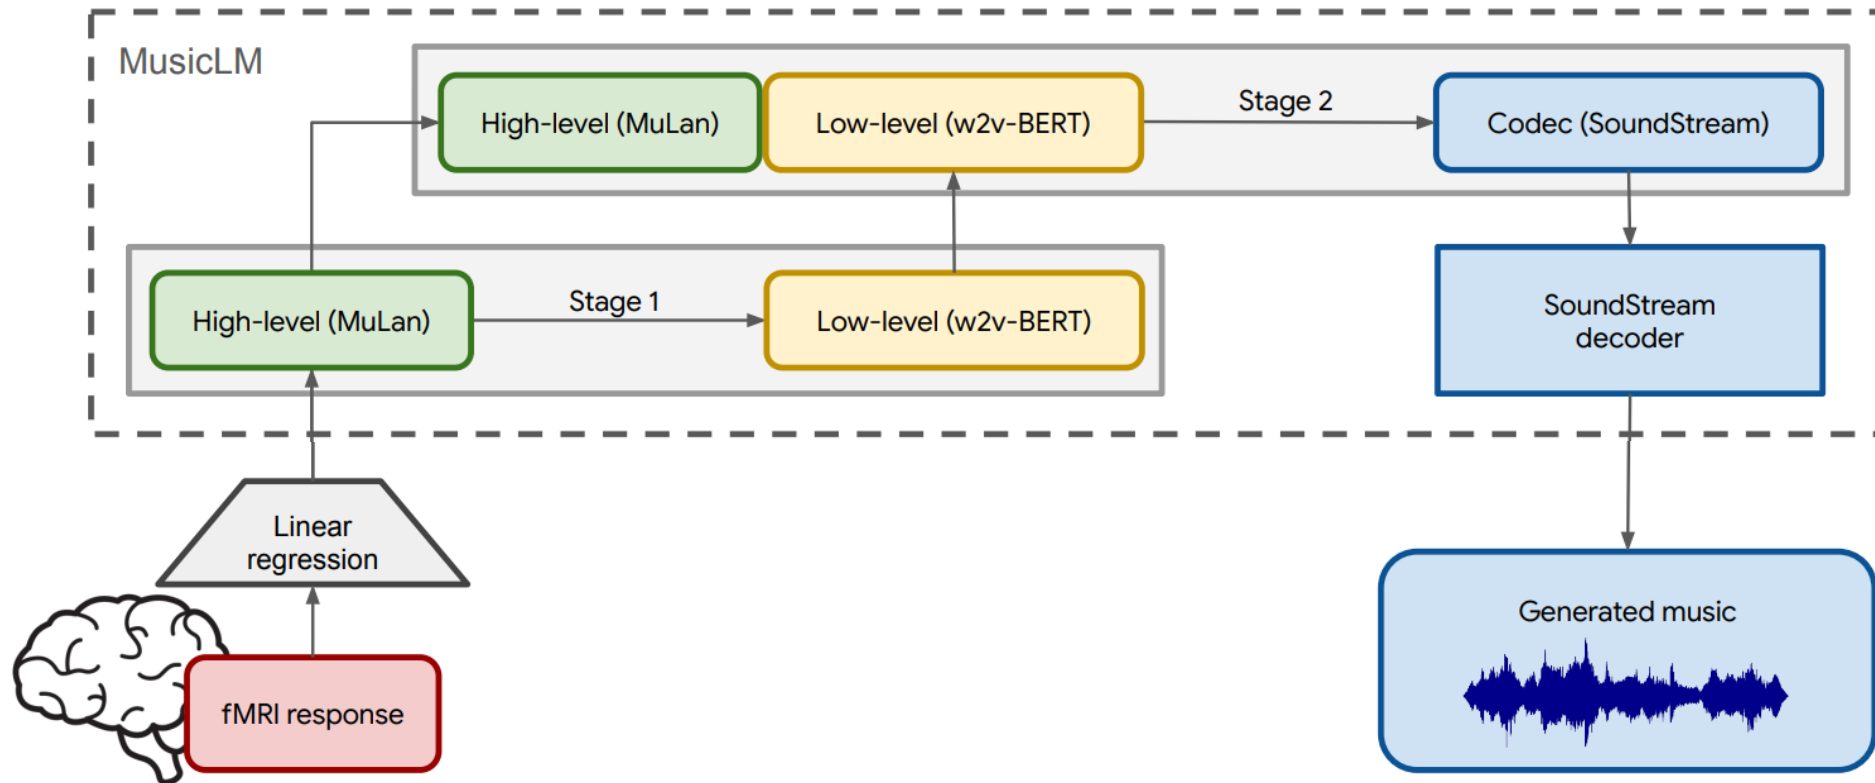 MusicLM
High-level (MuLan)
Low-level (w2v-BERT)
Stage 2
Codec (SoundStream)
High-level (MuLan)
Stage 1
Low-level (w2v-BERT)
SoundStream
decoder
Linear
regression
fMRI response
Generated music